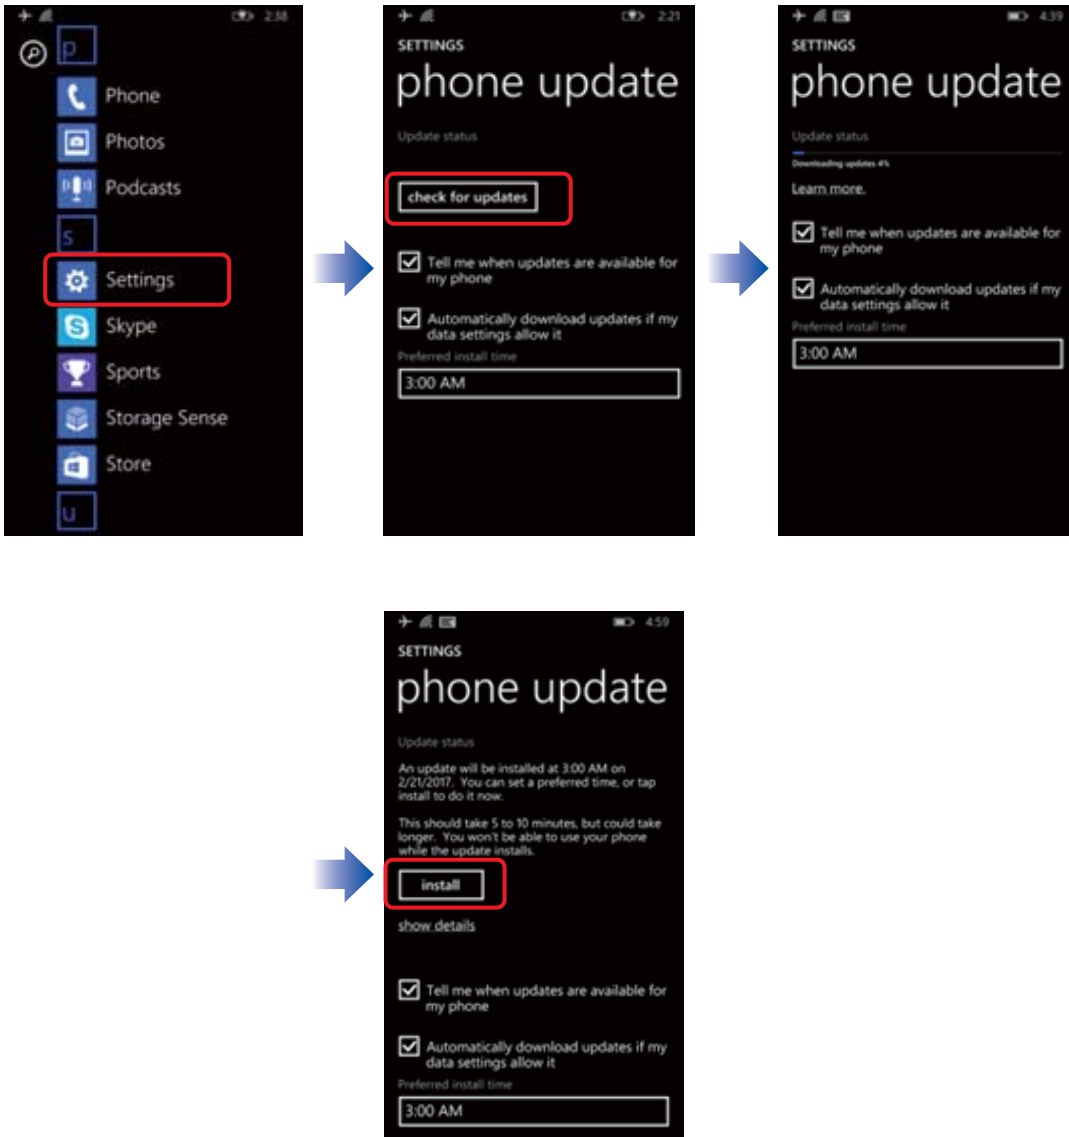 2:38
p
Phone
Photos
Podcasts
s
Settings
Skype
Sports
Storage Sense
Store
u
2:21
SETTINGS
phone update
Update status
check for updates
Tell me when updates are available for
my phone
Automatically download updates if my
data settings allow it
Preferred install time
3:00 AM
4:39
SETTINGS
phone update
Update status
Downloading updates 4%
Learn more.
Tell me when updates are available for
my phone
Automatically download updates if my
data settings allow it
Preferred install time
3:00 AM
4:59
SETTINGS
phone update
Update status
An update will be installed at 3:00 AM on
2/21/2017. You can set a preferred time, or tap
install to do it now.
This should take 5 to 10 minutes, but could take
longer. You won't be able to use your phone
while the update installs.
install
show details
Tell me when updates are available for
my phone
Automatically download updates if my
data settings allow it
Preferred install time
3:00 AM